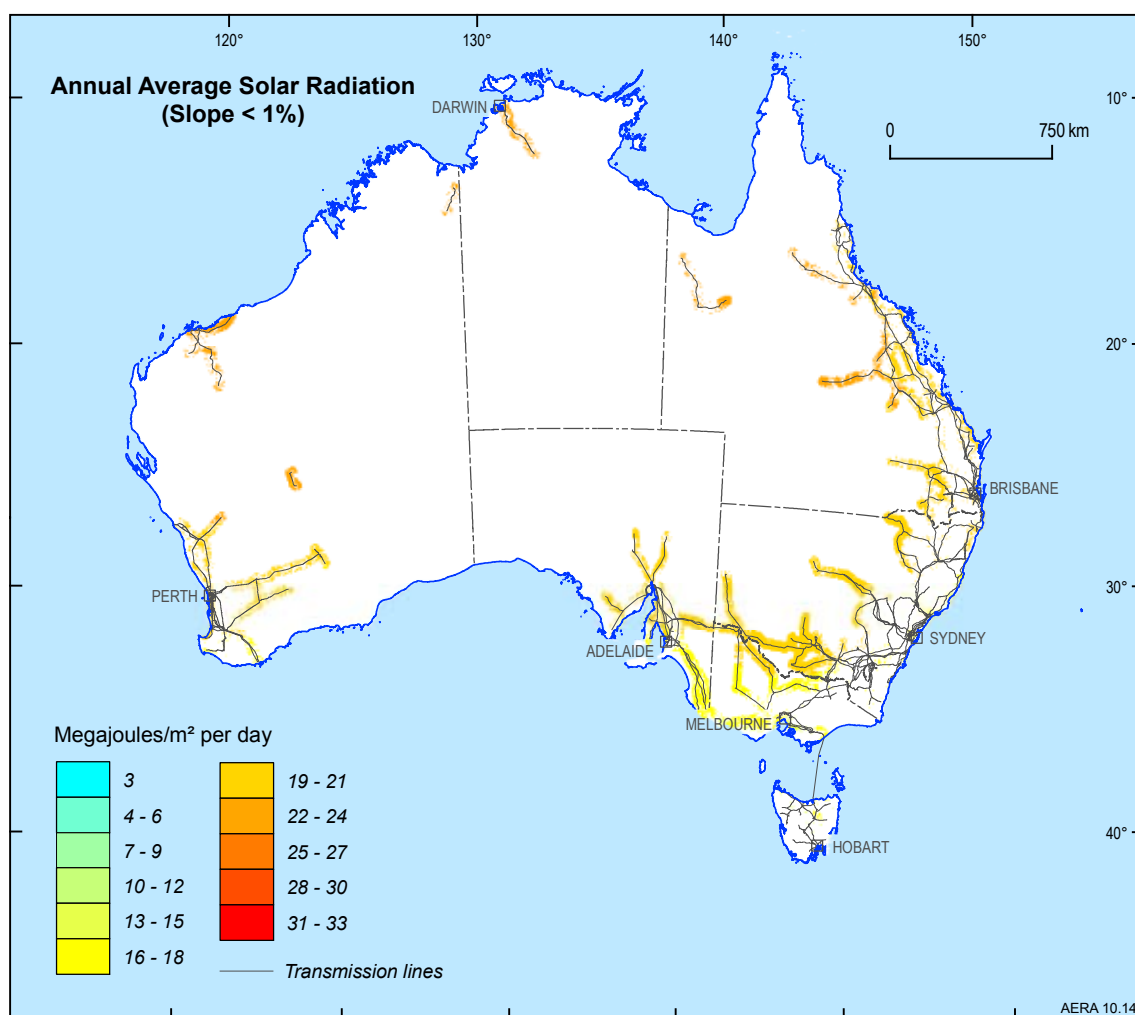 120°
130°
140°
150°
Annual Average Solar Radiation
(Slope < 1%)
DARWIN
10°
0
750 km
20°
BRISBANE
30°
PERTH
SYDNEY
ADELAIDE
MELBOURNE
Megajoules/m² per day
3
19 - 21
4 - 6
22 - 24
7 - 9
25 - 27
10 - 12
28 - 30
13 - 15
31 - 33
16 - 18
Transmission lines
40°
HOBART
AERA 10.14